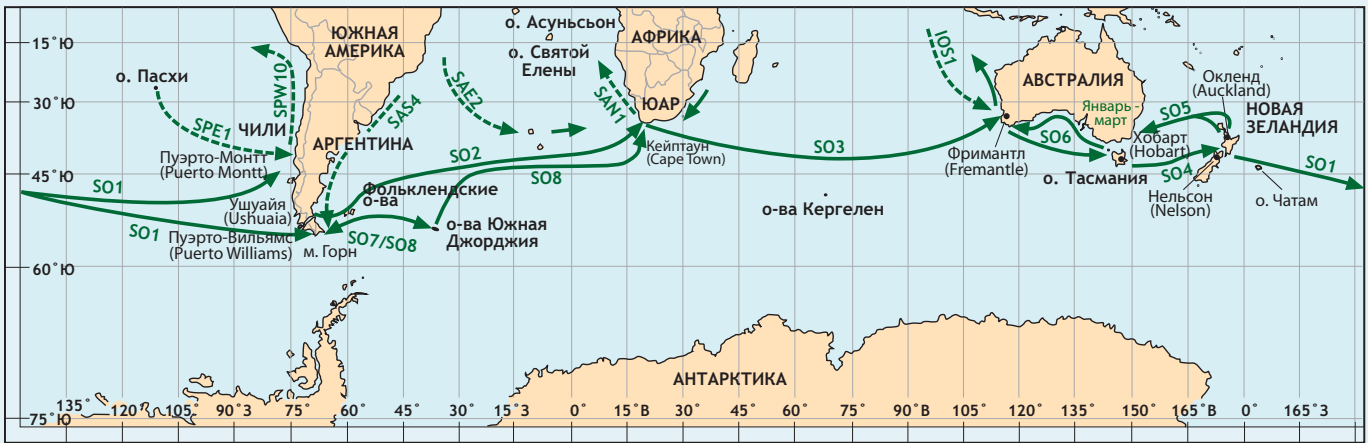 15°Ю
30°Ю
45°Ю
60°Ю
75°Ю
о. Пасхи
SPE1
SPW10
ЧИЛИ
Пуэрто-Монтт
(Puerto Montt)
SO1
SO1
Ушуайя
(Ushuaia)
Пуэрто-Вильямс
(Puerto Williams)
м. Горн
ЮЖНАЯ
АМЕРИКА
АРГЕНТИНА
SAS4
SAE2
SO2
Фольклендские
о-ва
SO7/SO8
о-ва Южная
Джорджия
SO8
о. Асуньсьон
о. Святой
Елены
SAN1
АФРИКА
ЮАР
Кейптаун
(Cape Town)
SO3
о-ва Кергелен
IOS1
АВСТРАЛИЯ
Январь -
март
Фримантл
(Fremantle)
SO6
Хобарт
(Hobart)
о. Тасмания
SO4
SO5
Окленд
(Auckland)
НОВАЯ
ЗЕЛАНДИЯ
Нельсон
(Nelson)
SO1
о. Чатам
АНТАРКТИКА
135° 120° 105° 90°З 75° 60° 45° 30° 15°З 0° 15°В 30° 45° 60° 75° 90°В 105° 120° 135° 150° 165°В 0° 165°З